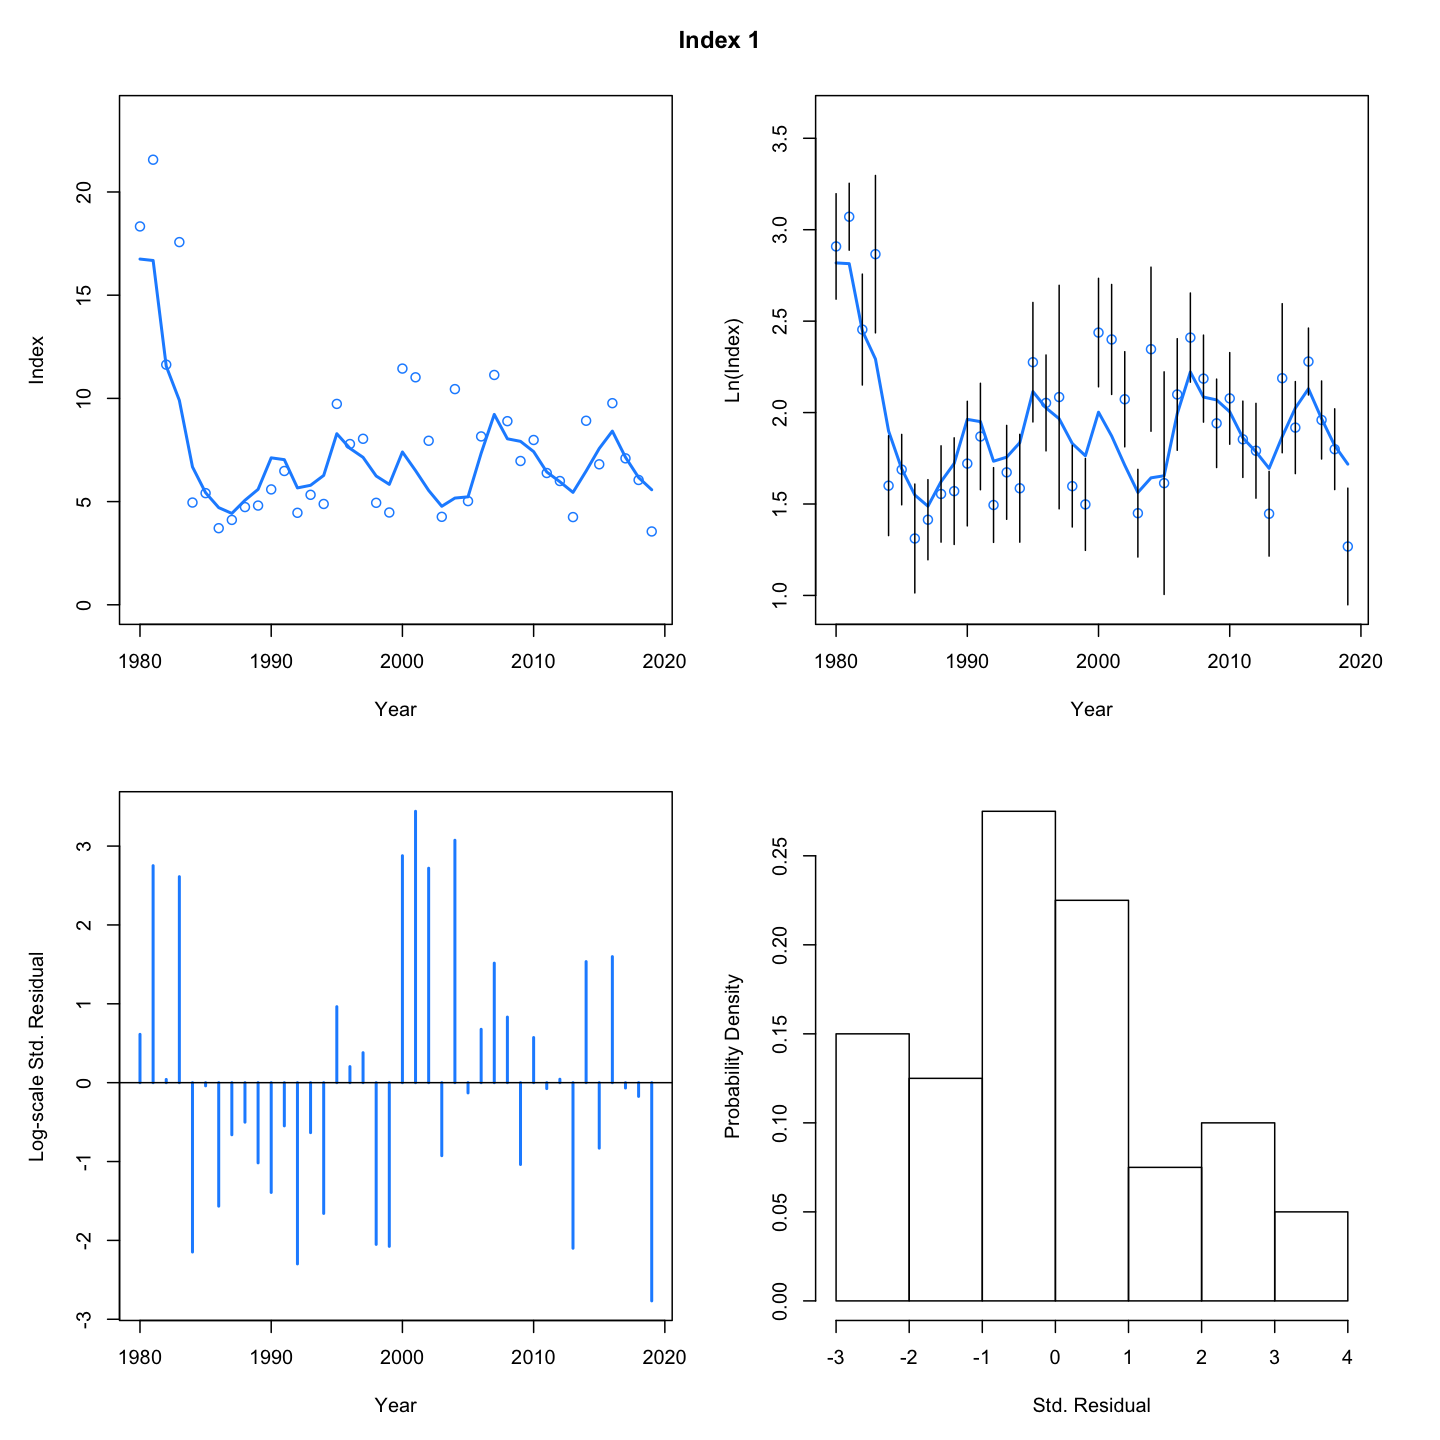 Index 1
Index
0 5 10 15 20
1980 1990 2000 2010 2020
Year
Ln(Index)
1.0 1.5 2.0 2.5 3.0 3.5
1980 1990 2000 2010 2020
Year
Log-scale Std. Residual
-3 -2 -1 0 1 2 3
1980 1990 2000 2010 2020
Year
Probability Density
0.00 0.05 0.10 0.15 0.20 0.25
-3 -2 -1 0 1 2 3 4
Std. Residual